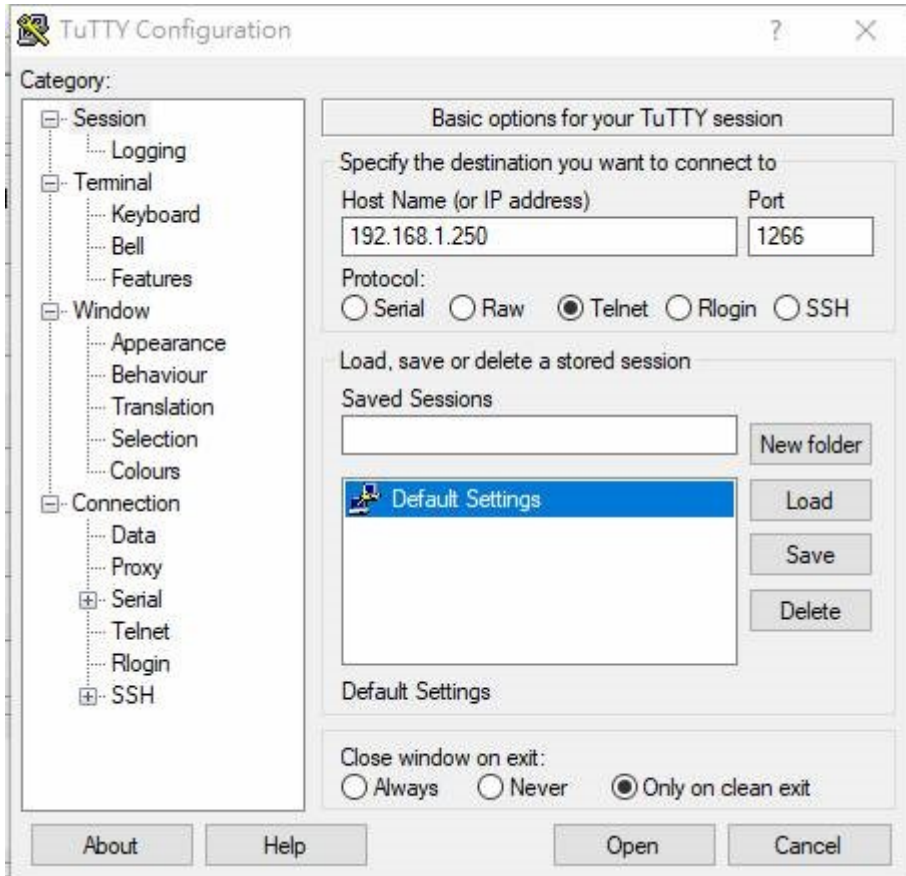 TuTTY Configuration
Category:
Session
Logging
Terminal
Keyboard
Bell
Features
Window
Appearance
Behaviour
Translation
Selection
Colours
Connection
Data
Proxy
Serial
Telnet
Rlogin
SSH
Basic options for your TuTTY session
Specify the destination you want to connect to
Host Name (or IP address) Port
192.168.1.250 1266
Protocol:
Serial Raw Telnet Rlogin SSH
Load, save or delete a stored session
Saved Sessions
New folder
Default Settings
Load
Save
Delete
Default Settings
Close window on exit:
Always Never Only on clean exit
About Help Open Cancel